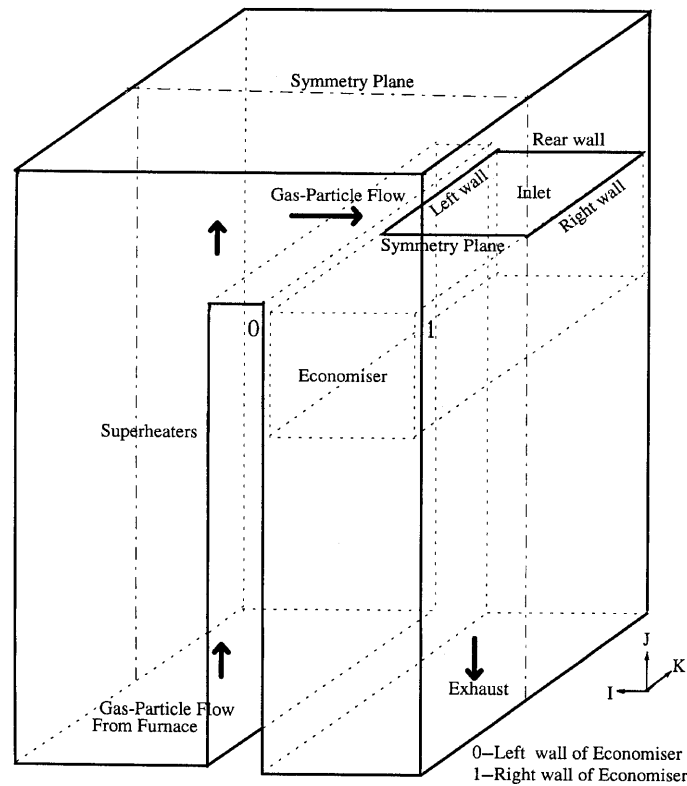 Symmetry Plane
Rear wall
Gas-Particle Flow
Left wall
Inlet
Right wall
Symmetry Plane
0
1
Economiser
Superheaters
J
K
I
Gas-Particle Flow
From Furnace
Exhaust
0–Left wall of Economiser
1–Right wall of Economiser